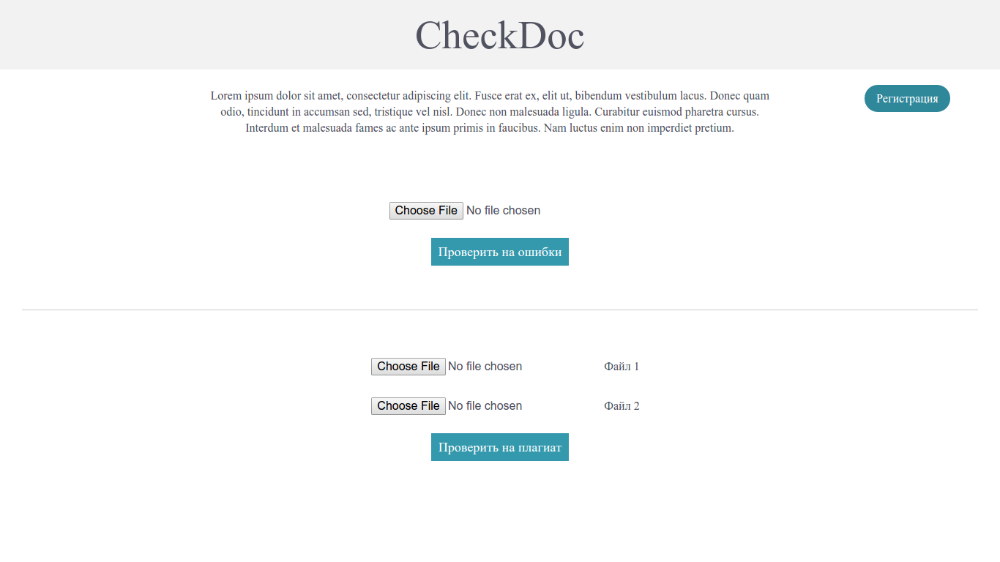 CheckDoc
Lorem ipsum dolor sit amet, consectetur adipiscing elit. Fusce erat ex, elit ut, bibendum vestibulum lacus. Donec quam
odio, tincidunt in accumsan sed, tristique vel nisl. Donec non malesuada ligula. Curabitur euismod pharetra cursus.
Interdum et malesuada fames ac ante ipsum primis in faucibus. Nam luctus enim non imperdiet pretium.
Регистрация
Choose File No file chosen
Проверить на ошибки
Choose File No file chosen Файл 1
Choose File No file chosen Файл 2
Проверить на плагиат